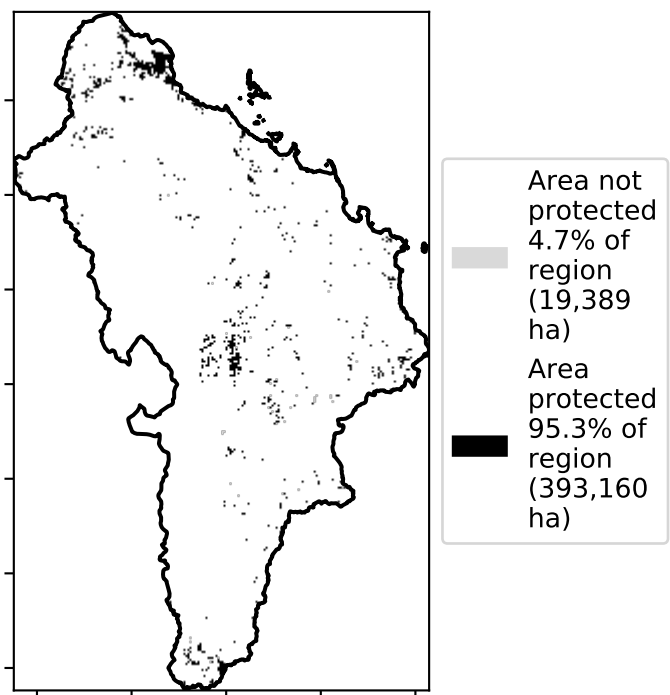 Area not
protected
4.7% of
region
(19,389
ha)
Area
protected
95.3% of
region
(393,160
ha)